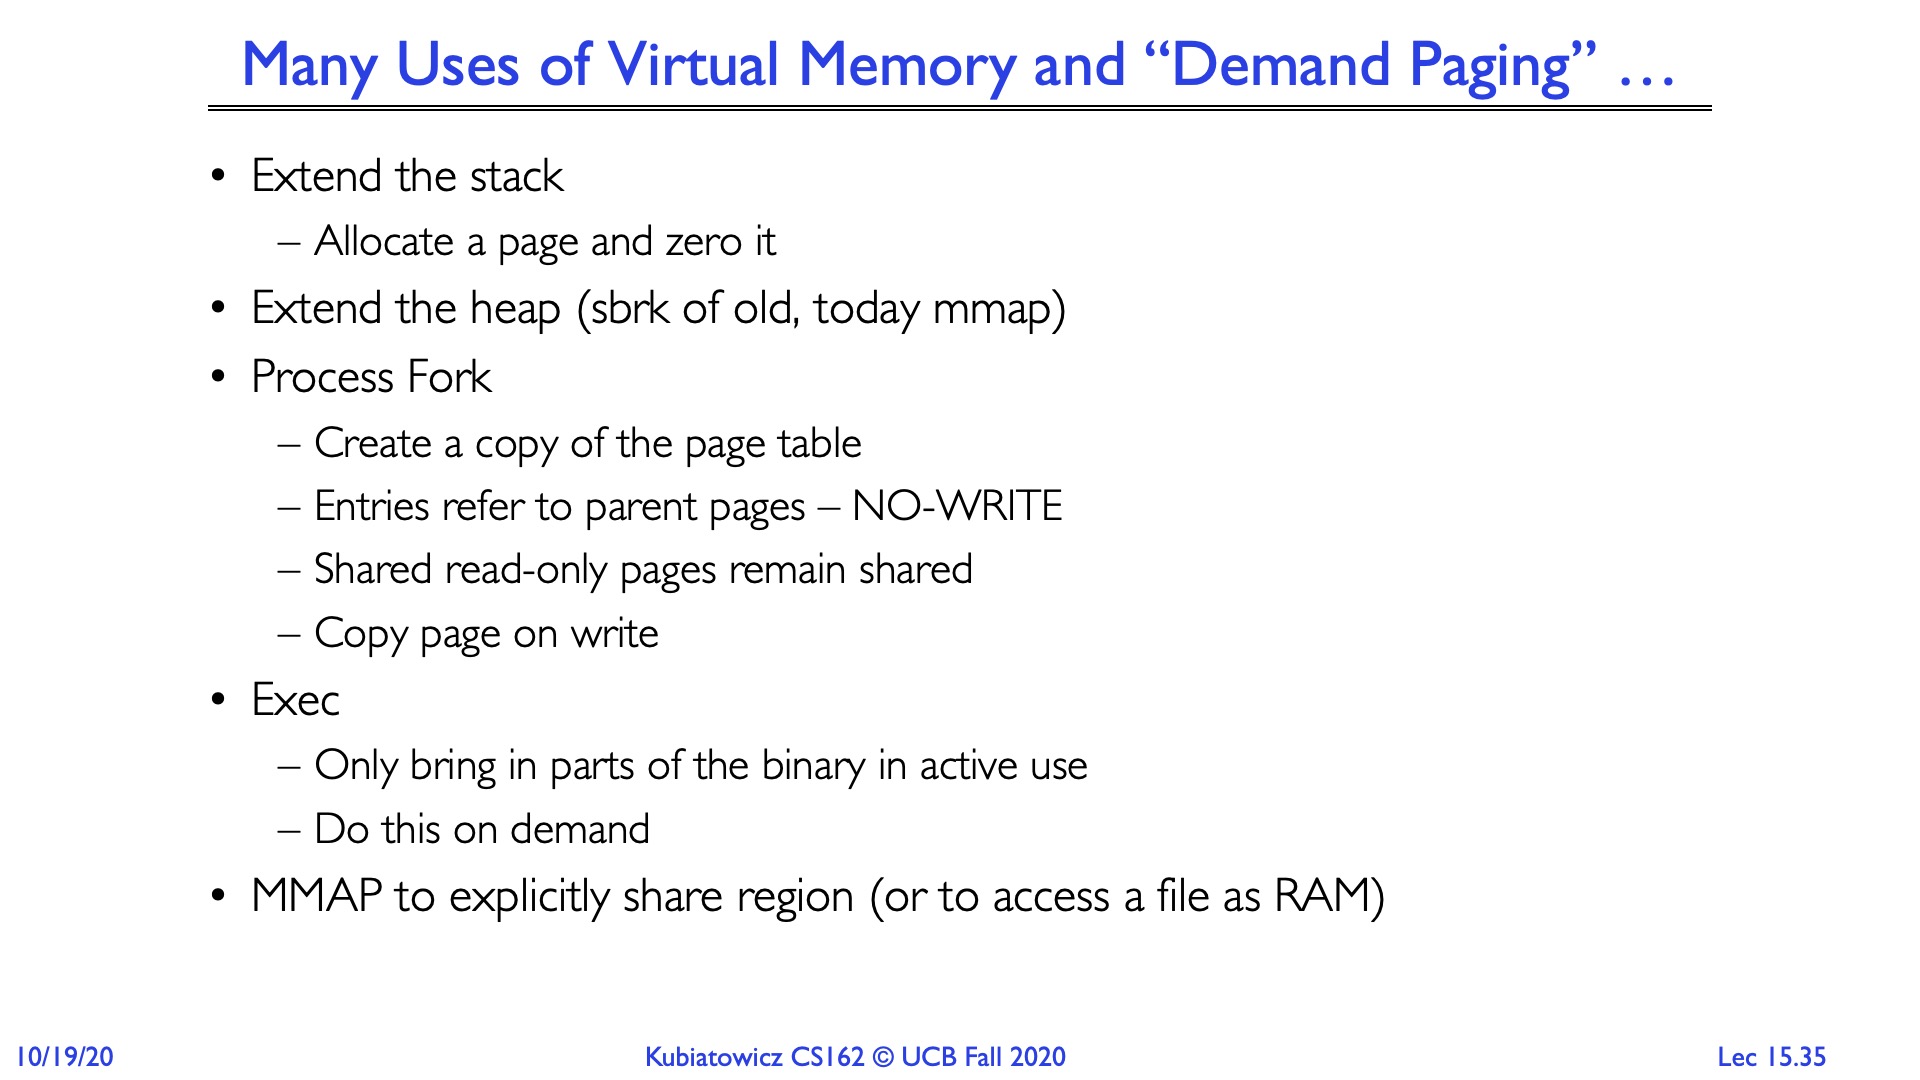 Many Uses of Virtual Memory and “Demand Paging” …
• Extend the stack
– Allocate a page and zero it
• Extend the heap (sbrk of old, today mmap)
• Process Fork
– Create a copy of the page table
– Entries refer to parent pages – NO-WRITE
– Shared read-only pages remain shared
– Copy page on write
• Exec
– Only bring in parts of the binary in active use
– Do this on demand
• MMAP to explicitly share region (or to access a file as RAM)
10/19/20
Kubiatowicz CS162 © UCB Fall 2020
Lec 15.35